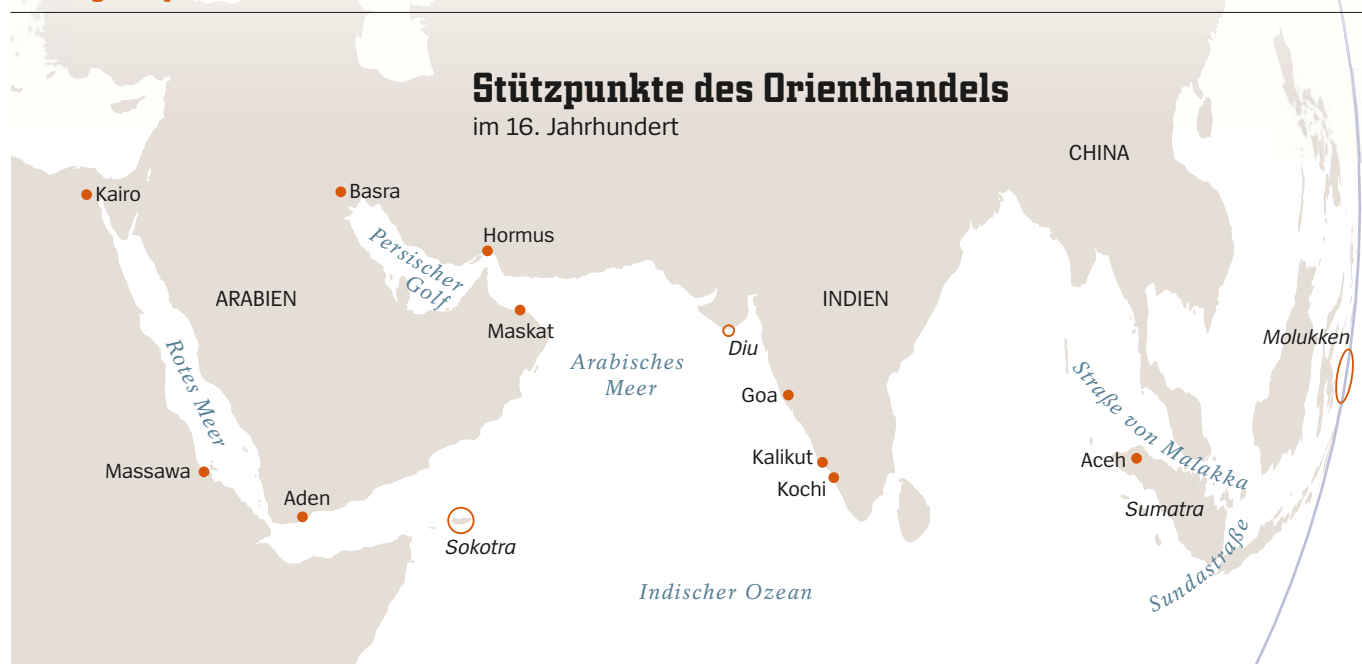 Stützpunkte des Orienthandels
im 16. Jahrhundert
CHINA
Kairo
Basra
Hormus
Persischer
Golf
ARABIEN
INDIEN
Maskat
Diu
Molukken
Rotes Meer
Arabisches
Meer
Goa
Straße von Malakka
Kalikut
Aceh
Massawa
Kochi
Aden
Sumatra
Sokotra
Sundastraße
Indischer Ozean